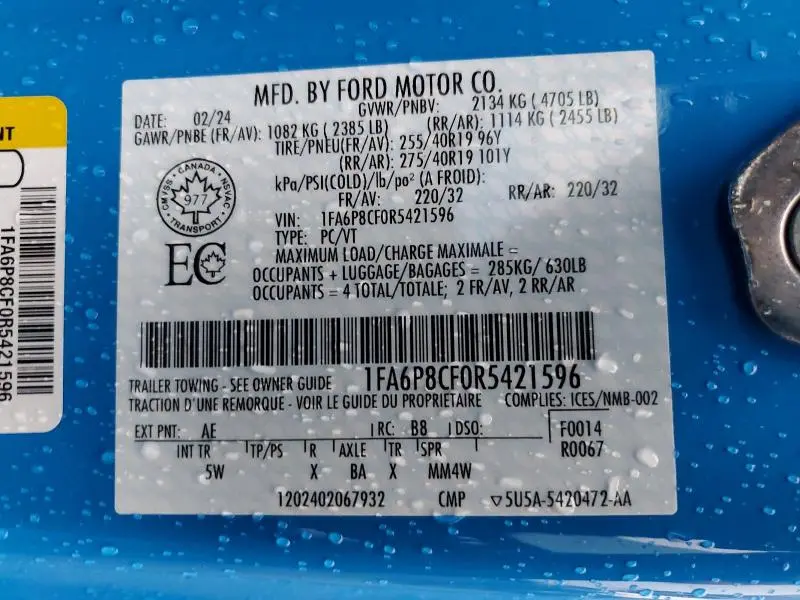 MFD. BY FORD MOTOR CO.
DATE: 02/24 GVWR/PNBV: 2134 KG ( 4705 LB)
GAWR/PNBE (FR/AV): 1082 KG ( 2385 LB) (RR/AR): 1114 KG ( 2455 LB)
TIRE/PNEU(FR/AV): 255/40R19 96Y
(RR/AR): 275/40R19 101Y
kPa/PSI(COLD)/lb/po² (A FROID):
FR/AV: 220/32 RR/AR: 220/32
VIN: 1FA6P8CF0R5421596
TYPE: PC/VT
MAXIMUM LOAD/CHARGE MAXIMALE =
OCCUPANTS + LUGGAGE/BAGAGES = 285KG/ 630LB
OCCUPANTS = 4 TOTAL/TOTALE; 2 FR/AV, 2 RR/AR
CANADA
CMVSS NSVAC
977
TRANSPORT
EC
TRAILER TOWING - SEE OWNER GUIDE 1FA6P8CF0R5421596
TRACTION D'UNE REMORQUE - VOIR LE GUIDE DU PROPRIETAIRE COMPLIES: ICES/NMB-002
EXT PNT: AE RC: B8 DSO: F0014
INT TR TP/PS R AXLE TR SPR R0067
5W X BA X MM4W
1202402067932 CMP ▽5U5A-5420472-AA
NT
1FA6P8CF0R5421596